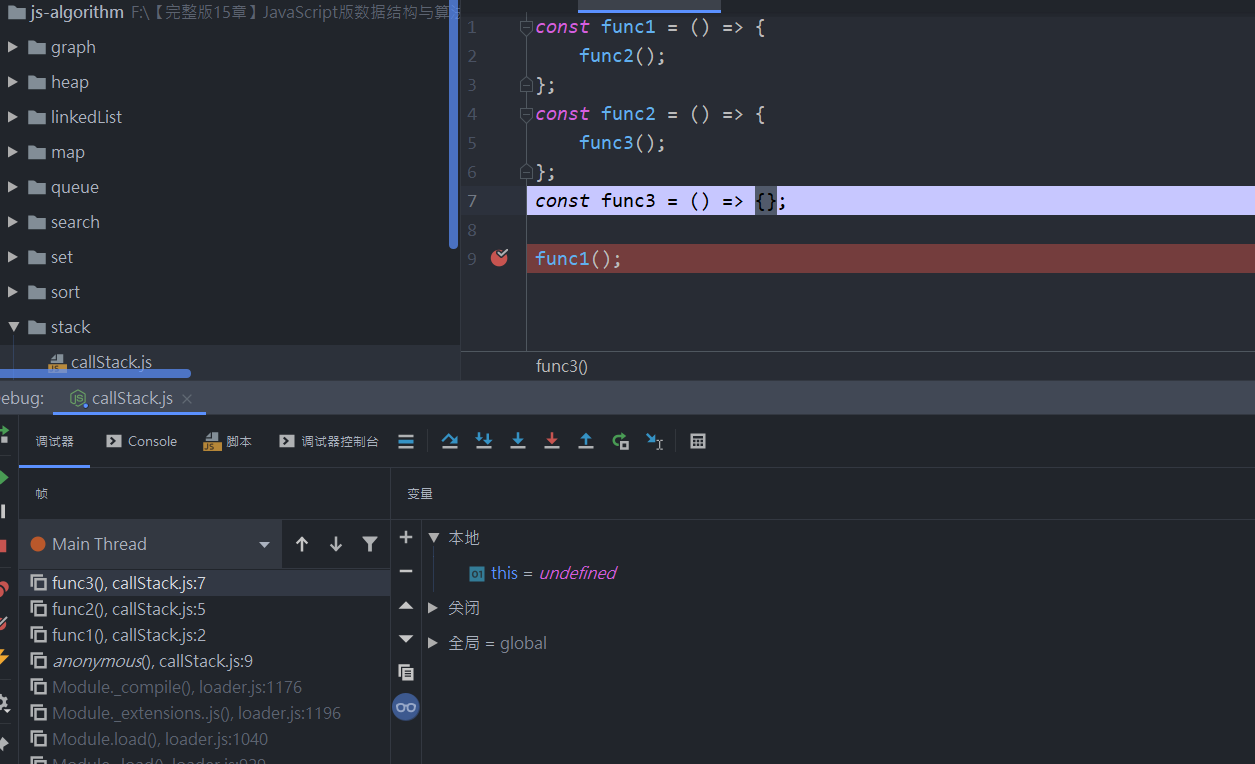 js-algorithm F:\【完整版15章】JavaScript版数据结构与算
graph
heap
linkedList
map
queue
search
set
sort
stack
callStack.js
1 const func1 = () => {
2 func2();
3 };
4 const func2 = () => {
5 func3();
6 };
7 const func3 = () => {};
8
9 func1();
func3()
ebug: callStack.js
调试器 Console 脚本 调试器控制台
帧
变量
Main Thread
func3(), callStack.js:7
func2(), callStack.js:5
func1(), callStack.js:2
anonymous(), callStack.js:9
Module._compile(), loader.js:1176
Module._extensions..js(), loader.js:1196
Module.load(), loader.js:1040
本地
01 this = undefined
关闭
全局 = global